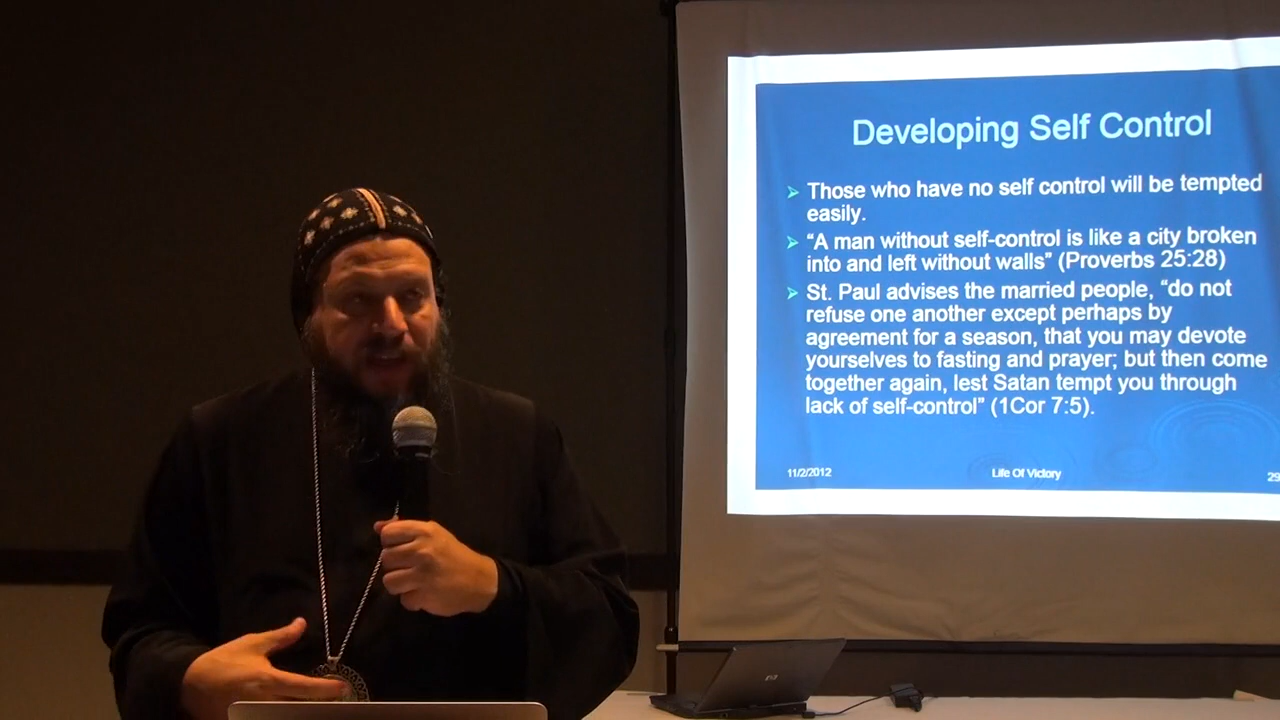 Developing Self Control
Those who have no self control will be tempted
easily.
“A man without self-control is like a city broken
into and left without walls” (Proverbs 25:28)
St. Paul advises the married people, “do not
refuse one another except perhaps by
agreement for a season, that you may devote
yourselves to fasting and prayer; but then come
together again, lest Satan tempt you through
lack of self-control” (1Cor 7:5).
11/2/2012
Life Of Victory
29
hp